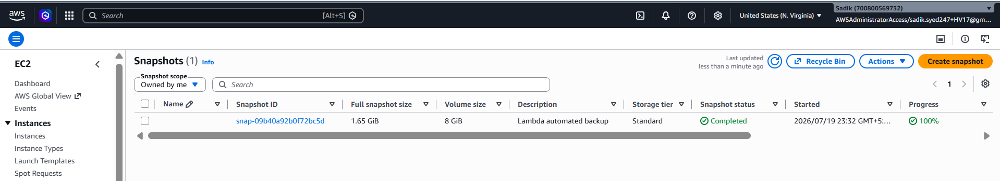 aws
Search
[Alt+S]
United States (N. Virginia)
Sadik (700800569732)
AWSAdministratorAccess/sadik.syed247+HV17@gm...
EC2
Dashboard
AWS Global View
Events
Instances
Instances
Instance Types
Launch Templates
Spot Requests
Snapshots (1) Info
Last updated
less than a minute ago
Recycle Bin
Actions
Create snapshot
Snapshot scope
Owned by me
Search
1
Name
Snapshot ID
Full snapshot size
Volume size
Description
Storage tier
Snapshot status
Started
Progress
snap-09b40a92b0f72bc5d
1.65 GiB
8 GiB
Lambda automated backup
Standard
Completed
2026/07/19 23:32 GMT+5:...
100%